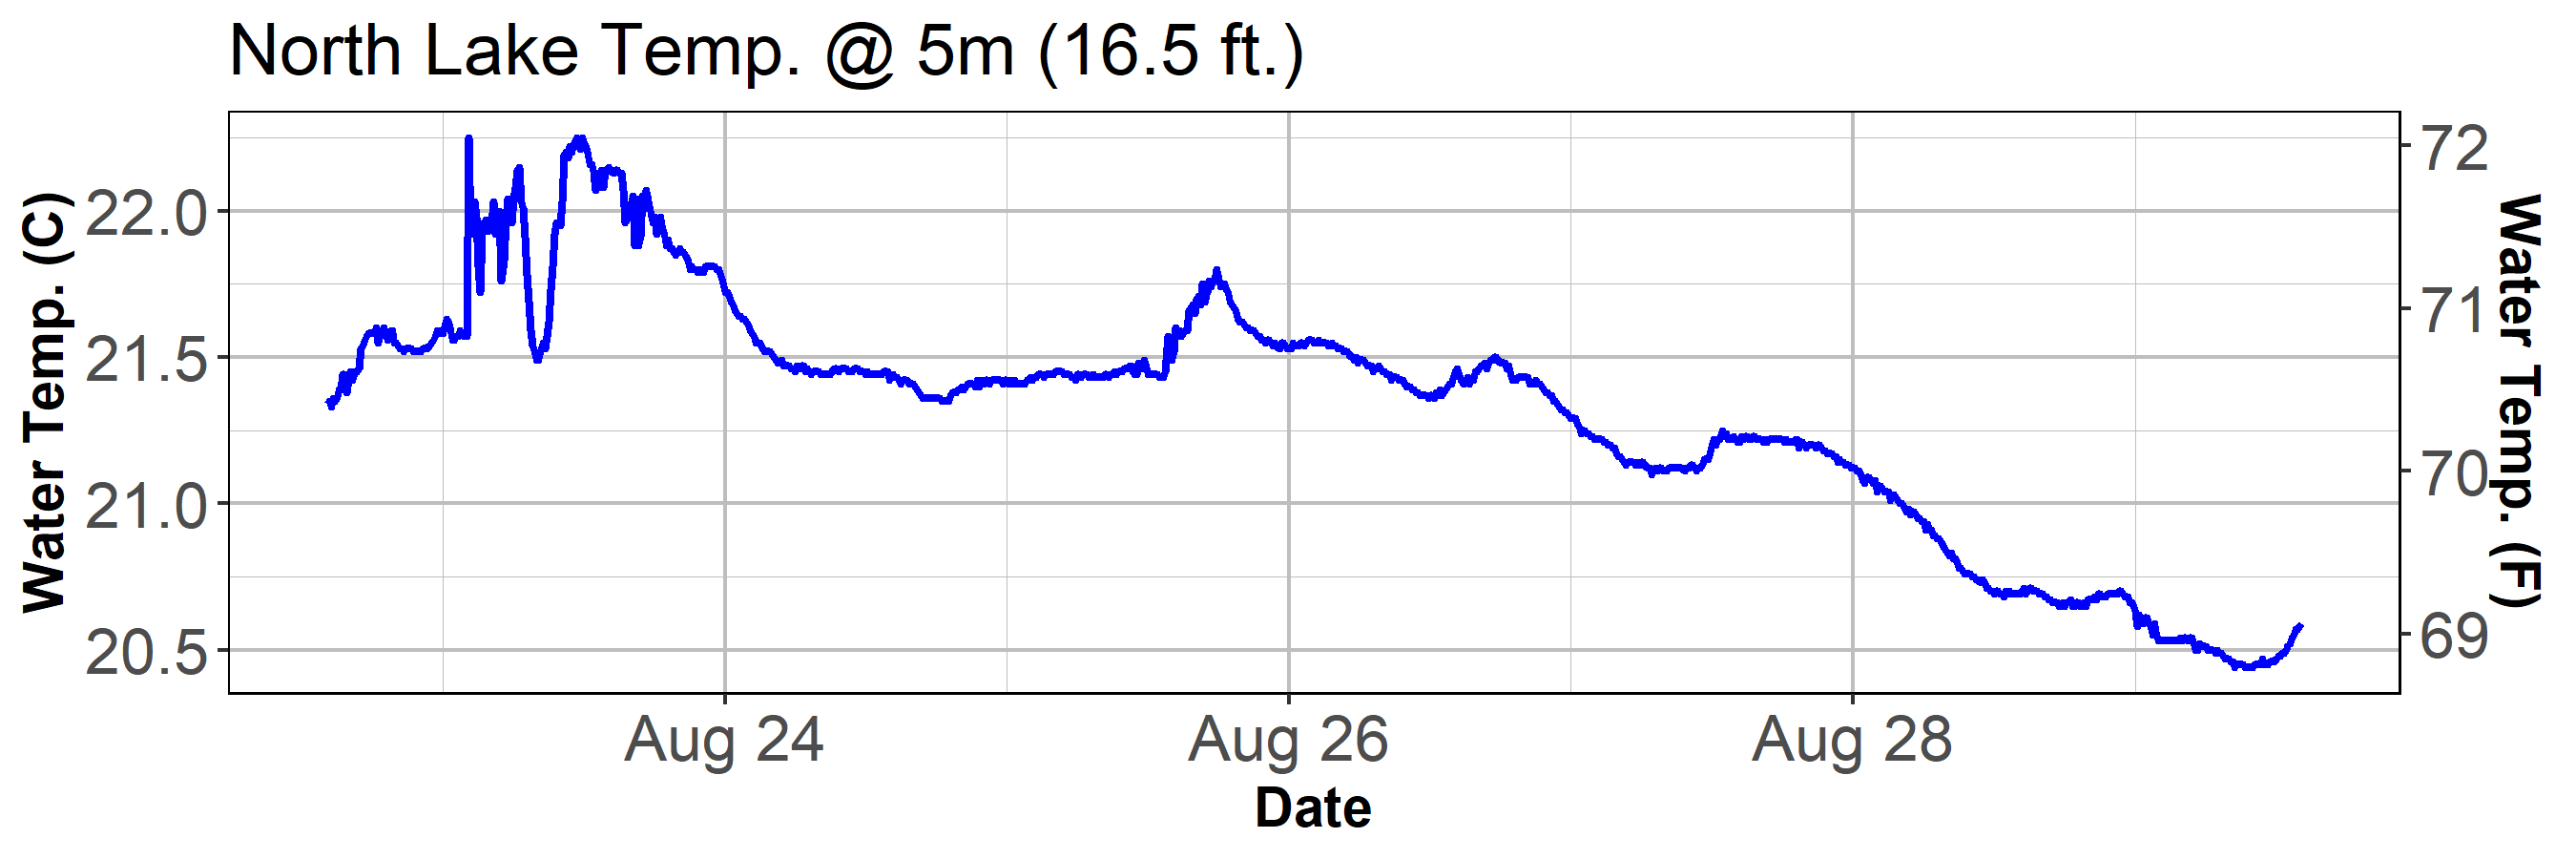 North Lake Temp. @ 5m (16.5 ft.)
Water Temp. (C)
22.0
21.5
21.0
20.5
72
71
70
69
Water Temp. (F)
Aug 24 Aug 26 Aug 28
Date